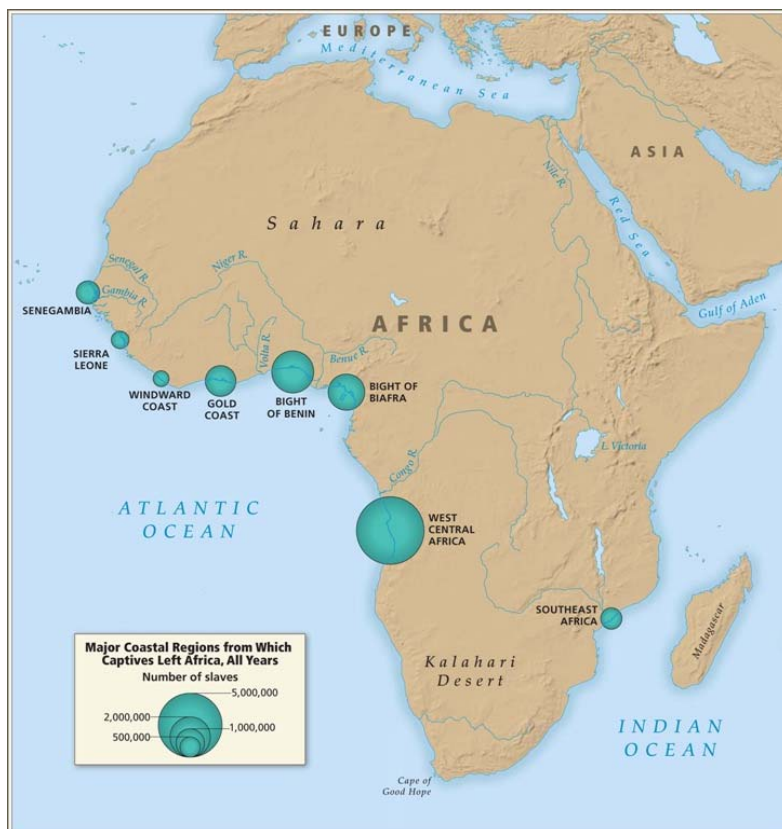 EUROPE
Mediterranean Sea
ASIA
Nile R.
Red Sea
Sahara
Senegal R.
Niger R.
Gambia R.
SENEGAMBIA
Gulf of Aden
AFRICA
SIERRA
LEONE
Volta R.
Benue R.
WINDWARD
COAST
GOLD
COAST
BIGHT
OF BENIN
BIGHT OF
BIAFRA
L. Victoria
Congo R.
ATLANTIC
OCEAN
WEST
CENTRAL
AFRICA
SOUTHEAST
AFRICA
Madagascar
Kalahari
Desert
INDIAN
OCEAN
Cape of
Good Hope
Major Coastal Regions from Which
Captives Left Africa, All Years
Number of slaves
5,000,000
2,000,000
1,000,000
500,000